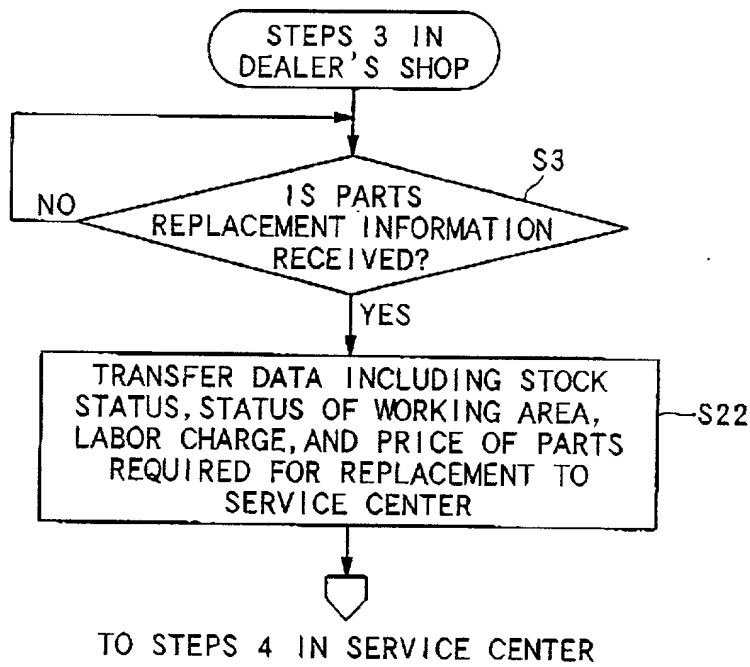 STEPS 3 IN
DEALER'S SHOP
S3
IS PARTS
REPLACEMENT INFORMATION
RECEIVED?
NO
YES
TRANSFER DATA INCLUDING STOCK
STATUS, STATUS OF WORKING AREA,
LABOR CHARGE, AND PRICE OF PARTS
REQUIRED FOR REPLACEMENT TO
SERVICE CENTER
S22
TO STEPS 4 IN SERVICE CENTER